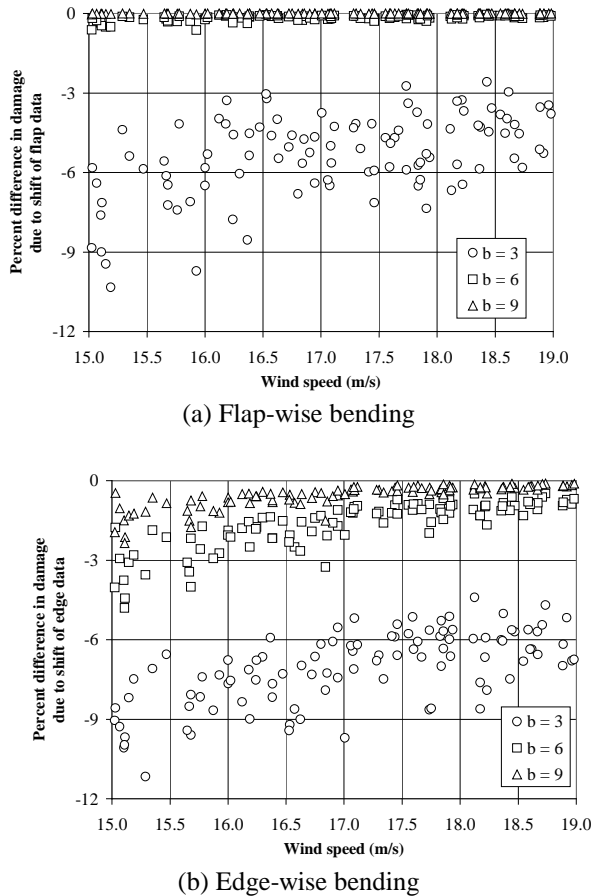 Percent difference in damage
due to shift of flap data
0
-3
-6
-9
-12
b = 3
b = 6
b = 9
15.0 15.5 16.0 16.5 17.0 17.5 18.0 18.5 19.0
Wind speed (m/s)
(a) Flap-wise bending
Percent difference in damage
due to shift of edge data
0
-3
-6
-9
-12
b = 3
b = 6
b = 9
15.0 15.5 16.0 16.5 17.0 17.5 18.0 18.5 19.0
Wind speed (m/s)
(b) Edge-wise bending